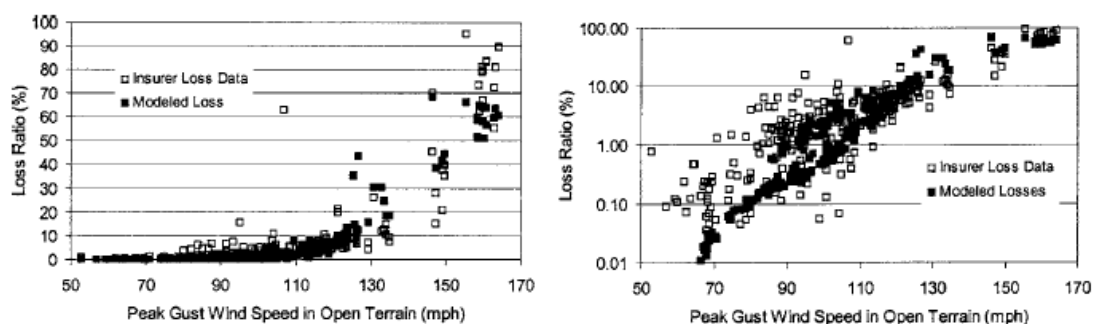 Loss Ratio (%)
100
90
80
70
60
50
40
30
20
10
0
Insurer Loss Data
Modeled Loss
50 70 90 110 130 150 170
Peak Gust Wind Speed in Open Terrain (mph)
Loss Ratio (%)
100.00
10.00
1.00
0.10
0.01
Insurer Loss Data
Modeled Losses
50 70 90 110 130 150 170
Peak Gust Wind Speed in Open Terrain (mph)